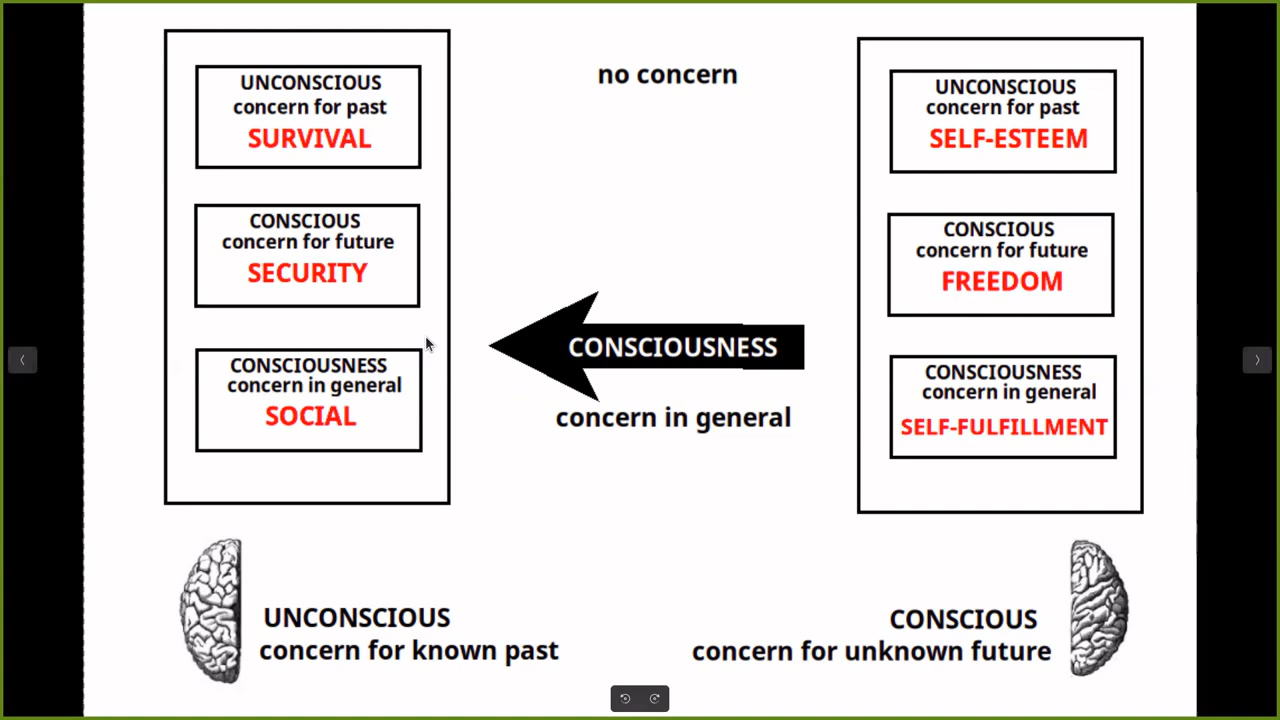 UNCONSCIOUS
concern for past
SURVIVAL
CONSCIOUS
concern for future
SECURITY
CONSCIOUSNESS
concern in general
SOCIAL
no concern
CONSCIOUSNESS
concern in general
UNCONSCIOUS
concern for past
SELF-ESTEEM
CONSCIOUS
concern for future
FREEDOM
CONSCIOUSNESS
concern in general
SELF-FULFILLMENT
UNCONSCIOUS
concern for known past
CONSCIOUS
concern for unknown future